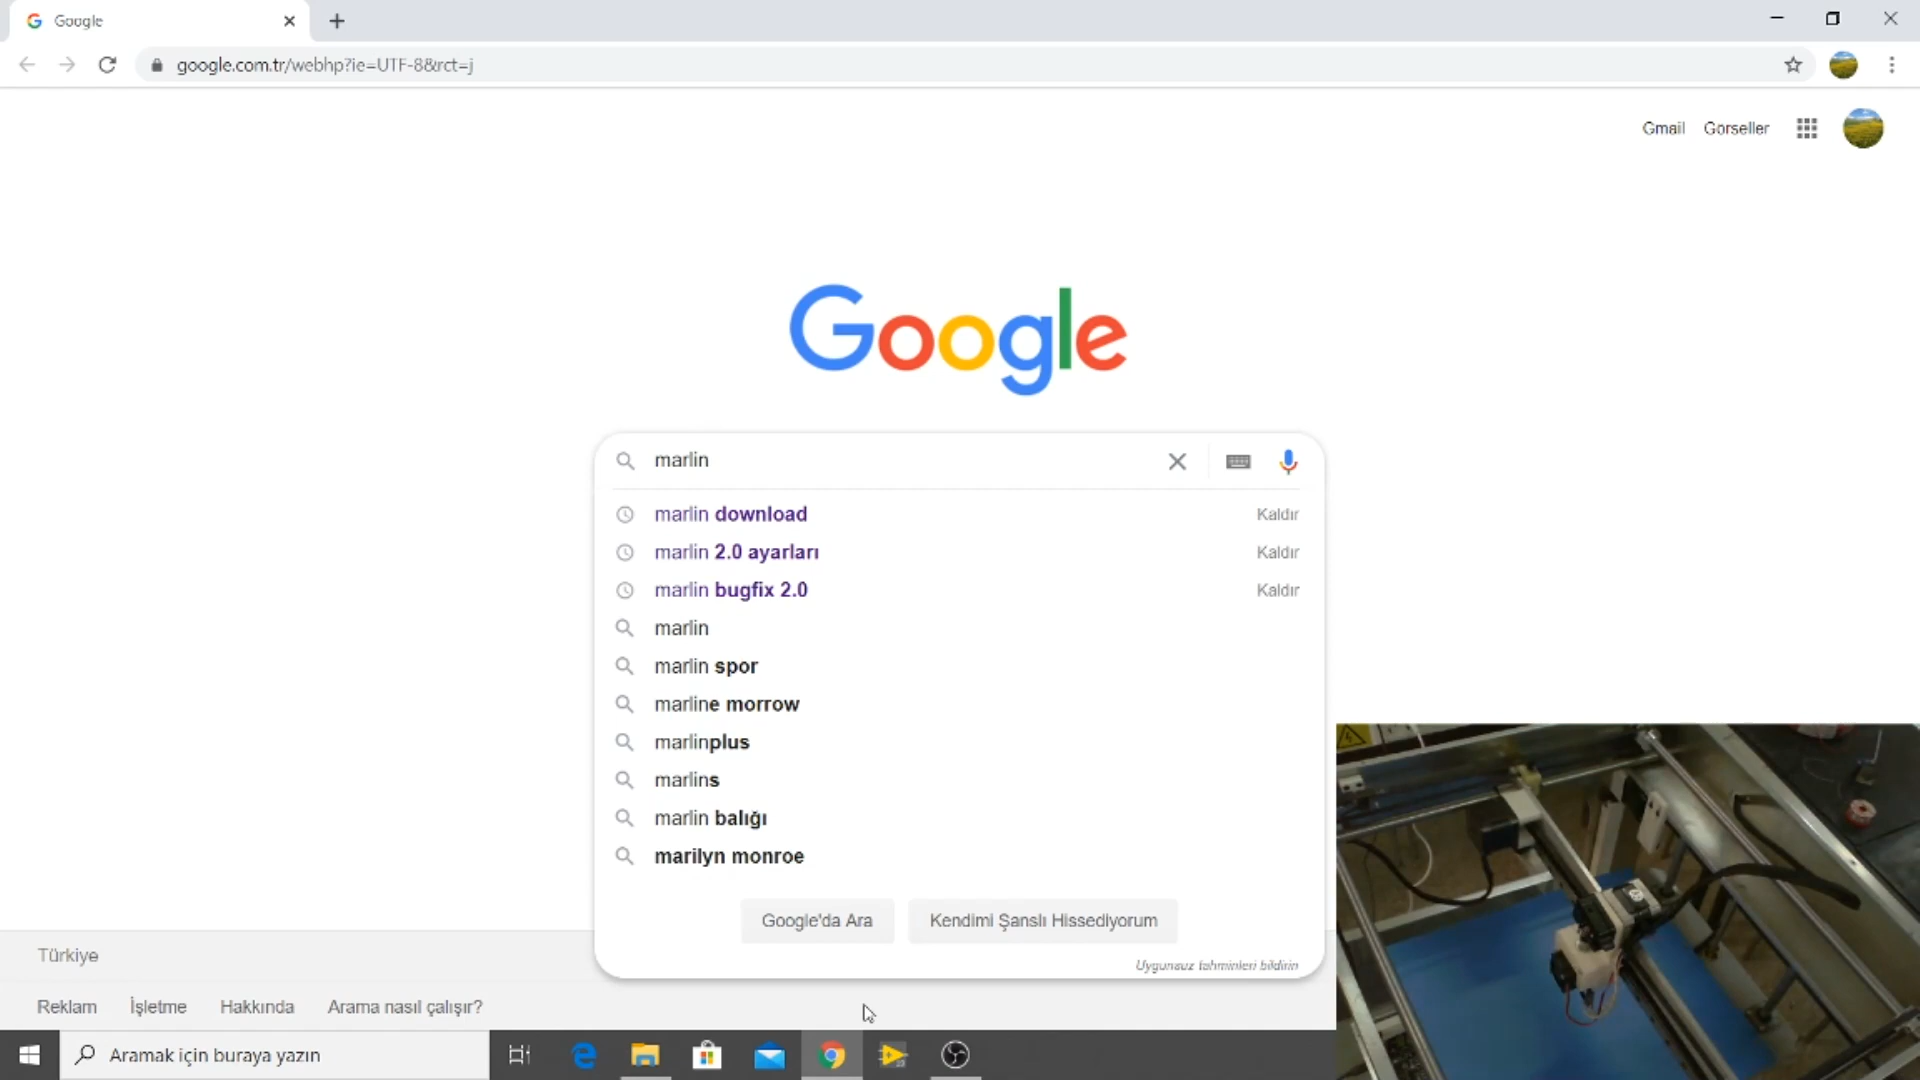 Google
google.com.tr/webhp?ie=UTF-8&rct=j
Gmail Gorseller
Google
marlin
marlin download Kaldır
marlin 2.0 ayarları Kaldır
marlin bugfix 2.0 Kaldır
marlin
marlin spor
marline morrow
marlinplus
marlins
marlin balığı
marilyn monroe
Google'da Ara Kendimi Şanslı Hissediyorum
Uygunsuz tahminleri bildirin
Türkiye
Reklam İşletme Hakkında Arama nasıl çalışır?
Aramak için buraya yazın